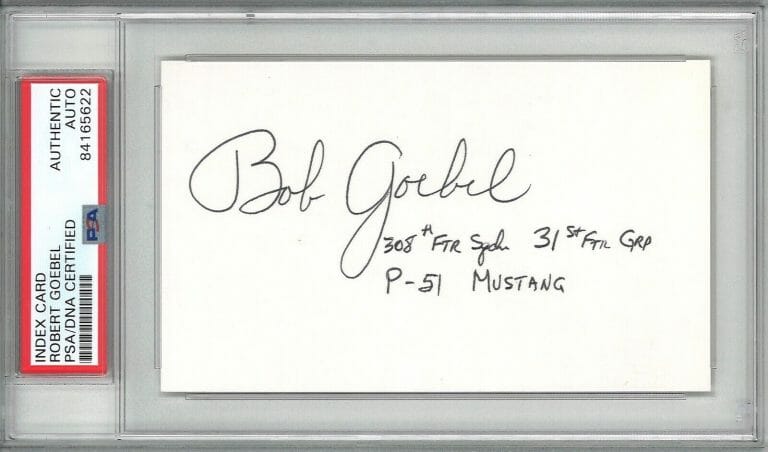 INDEX CARD
ROBERT GOEBEL
PSA/DNA CERTIFIED
AUTHENTIC
AUTO
84165622
PSA
Bob Goebel
308th FTR Sqdn 31st FTR GRP
P-51 MUSTANG